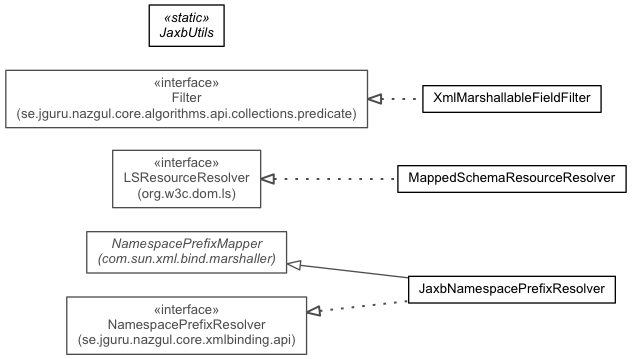 «static»
JaxbUtils
«interface»
Filter
(se.jguru.nazgul.core.algorithms.api.collections.predicate)
XmlMarshallableFieldFilter
«interface»
LSResourceResolver
(org.w3c.dom.ls)
MappedSchemaResourceResolver
NamespacePrefixMapper
(com.sun.xml.bind.marshaller)
JaxbNamespacePrefixResolver
«interface»
NamespacePrefixResolver
(se.jguru.nazgul.core.xmlbinding.api)